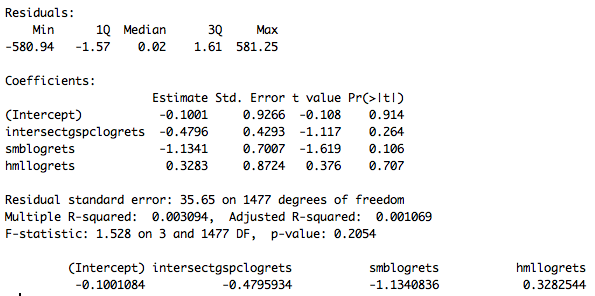 Residuals:
Min 1Q Median 3Q Max
-580.94 -1.57 0.02 1.61 581.25
Coefficients:
Estimate Std. Error t value Pr(>|t|)
(Intercept) -0.1001 0.9266 -0.108 0.914
intersectgspclogrets -0.4796 0.4293 -1.117 0.264
smblogrets -1.1341 0.7007 -1.619 0.106
hmllogrets 0.3283 0.8724 0.376 0.707
Residual standard error: 35.65 on 1477 degrees of freedom
Multiple R-squared: 0.003094, Adjusted R-squared: 0.001069
F-statistic: 1.528 on 3 and 1477 DF, p-value: 0.2054
(Intercept) intersectgspclogrets smblogrets hmllogrets
-0.1001084 -0.4795934 -1.1340836 0.3282544